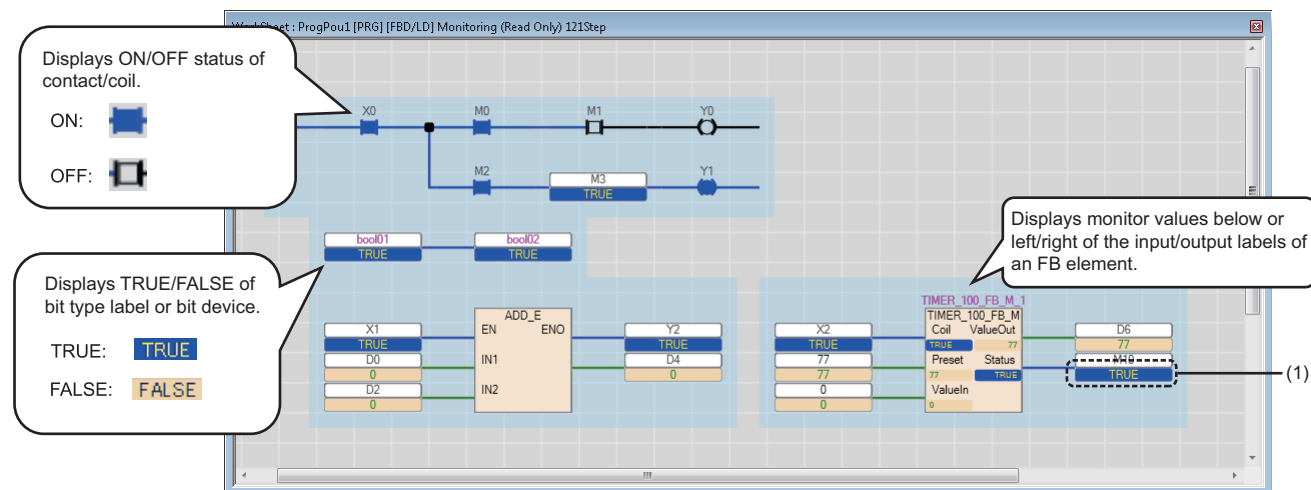 WorkSheet : ProgPou1 [PRG] [FBD/LD] Monitoring (Read Only) 121Step
Displays ON/OFF status of
contact/coil.
ON:
OFF:
X0
M0
M1
Y0
M2
M3
TRUE
Y1
Displays monitor values below or
left/right of the input/output labels of
an FB element.
bool01
TRUE
bool02
TRUE
Displays TRUE/FALSE of
bit type label or bit device.
TRUE: TRUE
FALSE: FALSE
ADD_E
EN ENO
IN1
IN2
X1
TRUE
D0
0
D2
0
Y2
TRUE
D4
0
TIMER_100_FB_M_1
TIMER_100_FB_M
Coil ValueOut
TRUE 77
Preset Status
77 TRUE
ValueIn
0
X2
TRUE
77
77
0
0
D6
77
M10
TRUE
(1)